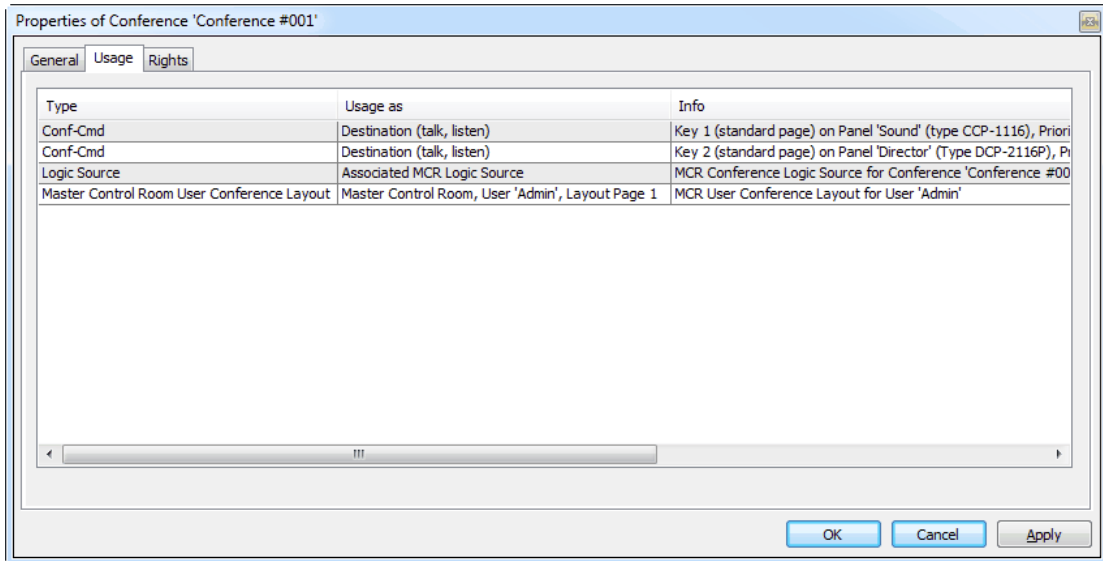 Properties of Conference 'Conference #001'
General Usage Rights
Type Usage as Info
Conf-Cmd Destination (talk, listen) Key 1 (standard page) on Panel 'Sound' (type CCP-1116), Priori
Conf-Cmd Destination (talk, listen) Key 2 (standard page) on Panel 'Director' (Type DCP-2116P), Pr
Logic Source Associated MCR Logic Source MCR Conference Logic Source for Conference 'Conference #00
Master Control Room User Conference Layout Master Control Room, User 'Admin', Layout Page 1 MCR User Conference Layout for User 'Admin'
OK Cancel Apply